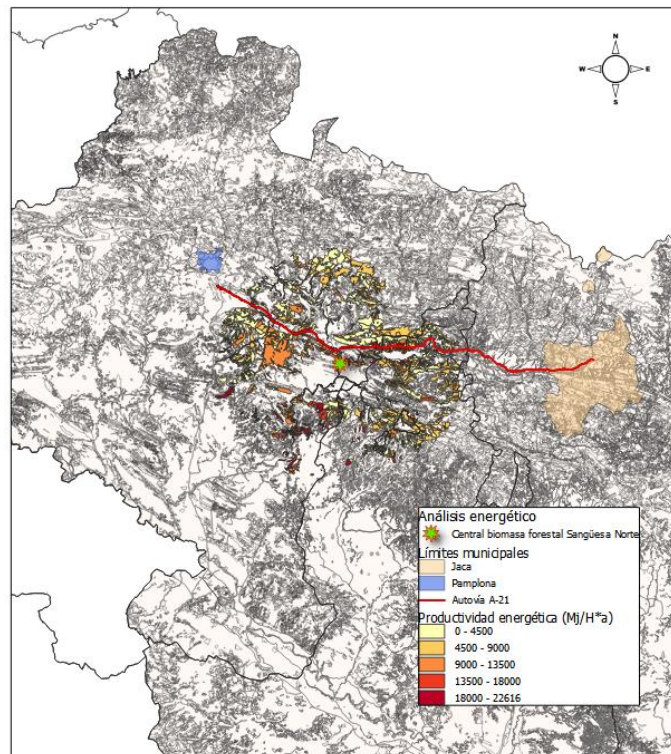 N
W E
S
Análisis energético
Central biomasa forestal Sangüesa Norte
Límites municipales
Jaca
Pamplona
Autovía A-21
Productividad energética (Mj/H*a)
0 - 4500
4500 - 9000
9000 - 13500
13500 - 18000
18000 - 22616